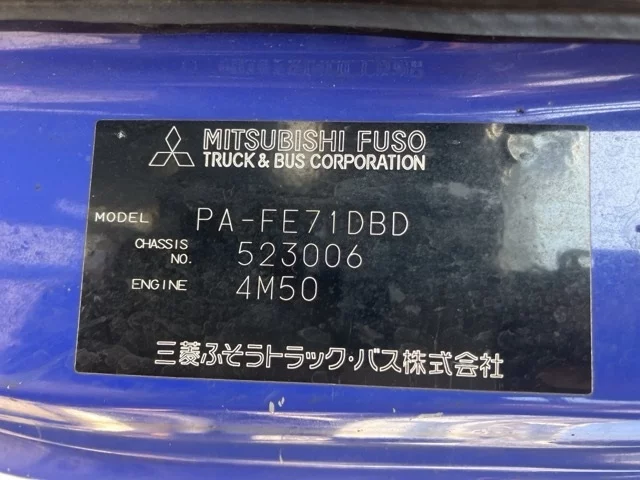 MITSUBISHI FUSO
TRUCK & BUS CORPORATION
MODEL PA-FE71DBD
CHASSIS NO. 523006
ENGINE 4M50
三菱ふそうトラック・バス株式会社